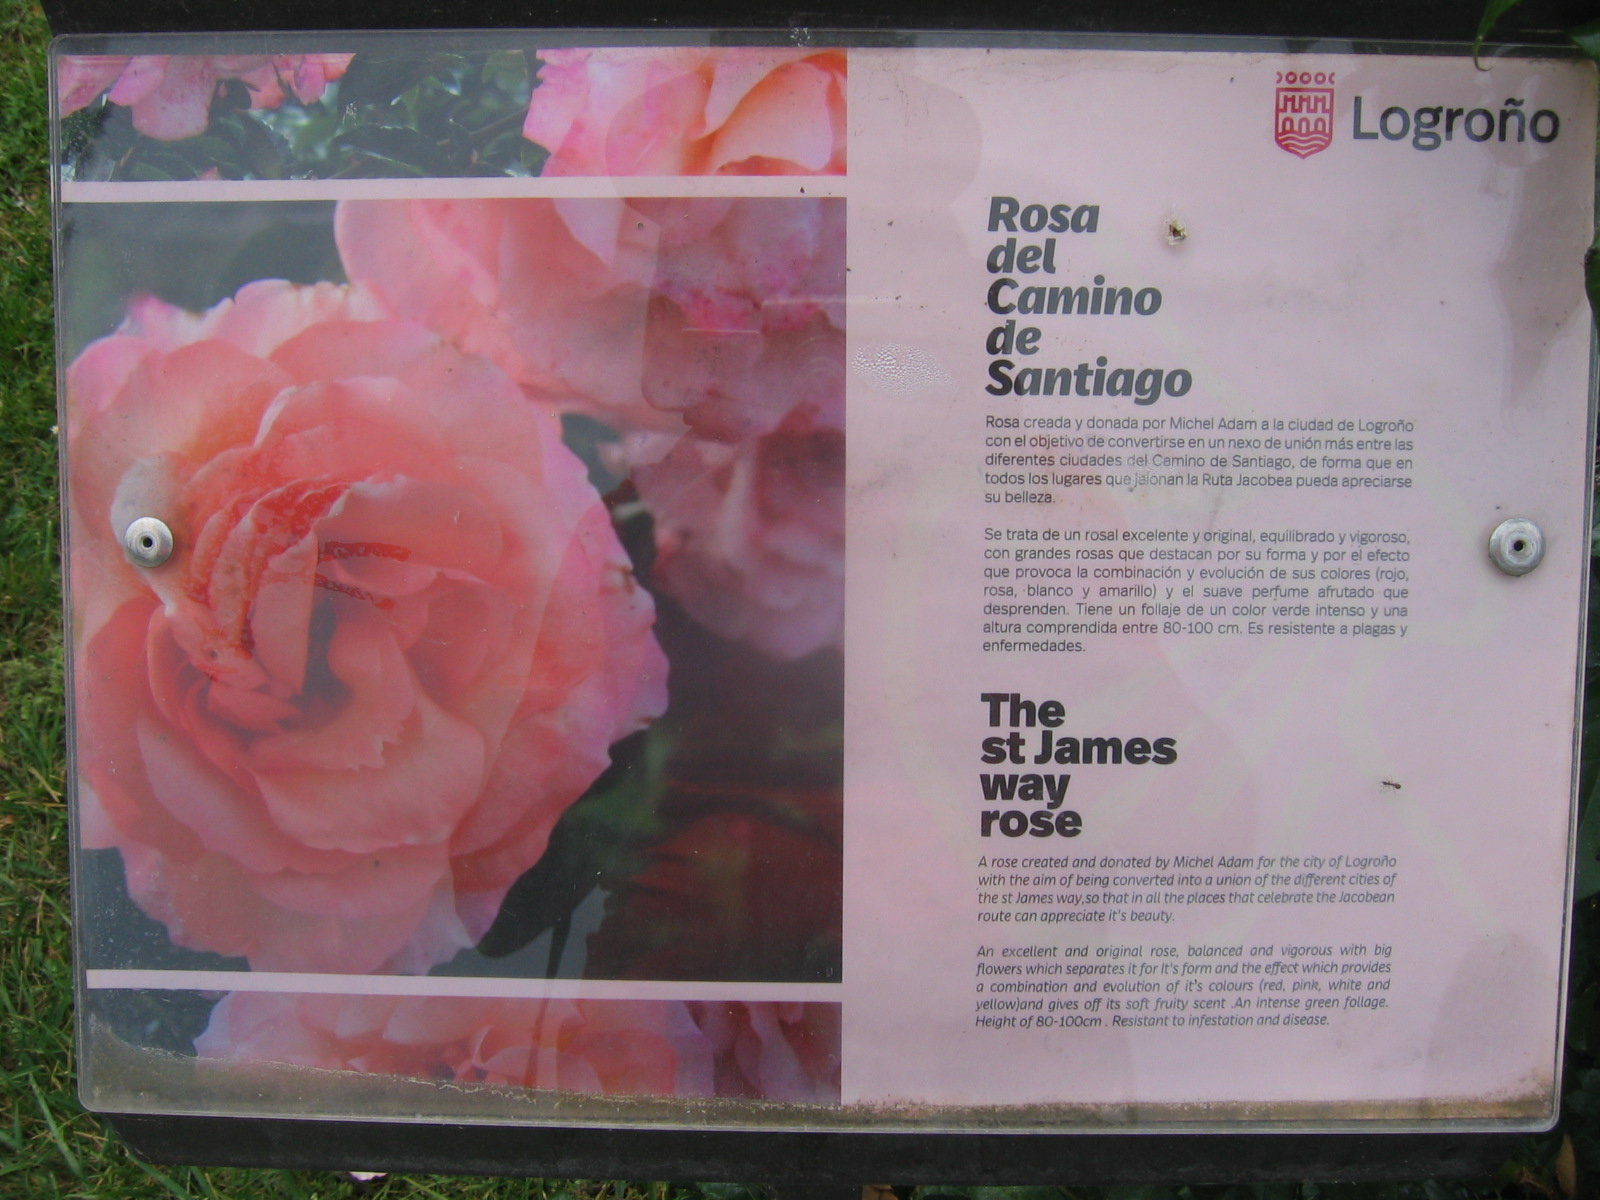 Logroño
Rosa
del
Camino
de
Santiago
Rosa creada y donada por Michel Adam a la ciudad de Logroño
con el objetivo de convertirse en un nexo de unión más entre las
diferentes ciudades del Camino de Santiago, de forma que en
todos los lugares que jalonan la Ruta Jacobea pueda apreciarse
su belleza.
Se trata de un rosal excelente y original, equilibrado y vigoroso,
con grandes rosas que destacan por su forma y por el efecto
que provoca la combinación y evolución de sus colores (rojo,
rosa, blanco y amarillo) y el suave perfume afrutado que
desprenden. Tiene un follaje de un color verde intenso y una
altura comprendida entre 80-100 cm. Es resistente a plagas y
enfermedades.
The
st James
way
rose
A rose created and donated by Michel Adam for the city of Logroño
with the aim of being converted into a union of the different cities of
the st James way,so that in all the places that celebrate the Jacobean
route can appreciate it's beauty.
An excellent and original rose, balanced and vigorous with big
flowers which separates it for It's form and the effect which provides
a combination and evolution of it's colours (red, pink, white and
yellow)and gives off its soft fruity scent .An intense green follage.
Height of 80-100cm . Resistant to infestation and disease.